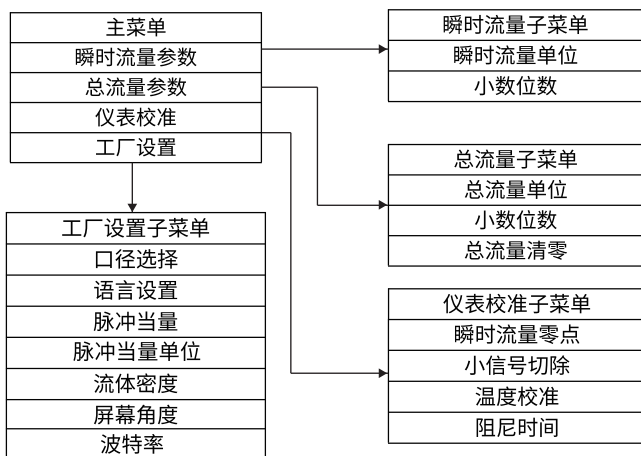 主菜单
瞬时流量参数
总流量参数
仪表校准
工厂设置
瞬时流量子菜单
瞬时流量单位
小数位数
总流量子菜单
总流量单位
小数位数
总流量清零
工厂设置子菜单
口径选择
语言设置
脉冲当量
脉冲当量单位
流体密度
屏幕角度
波特率
仪表校准子菜单
瞬时流量零点
小信号切除
温度校准
阻尼时间